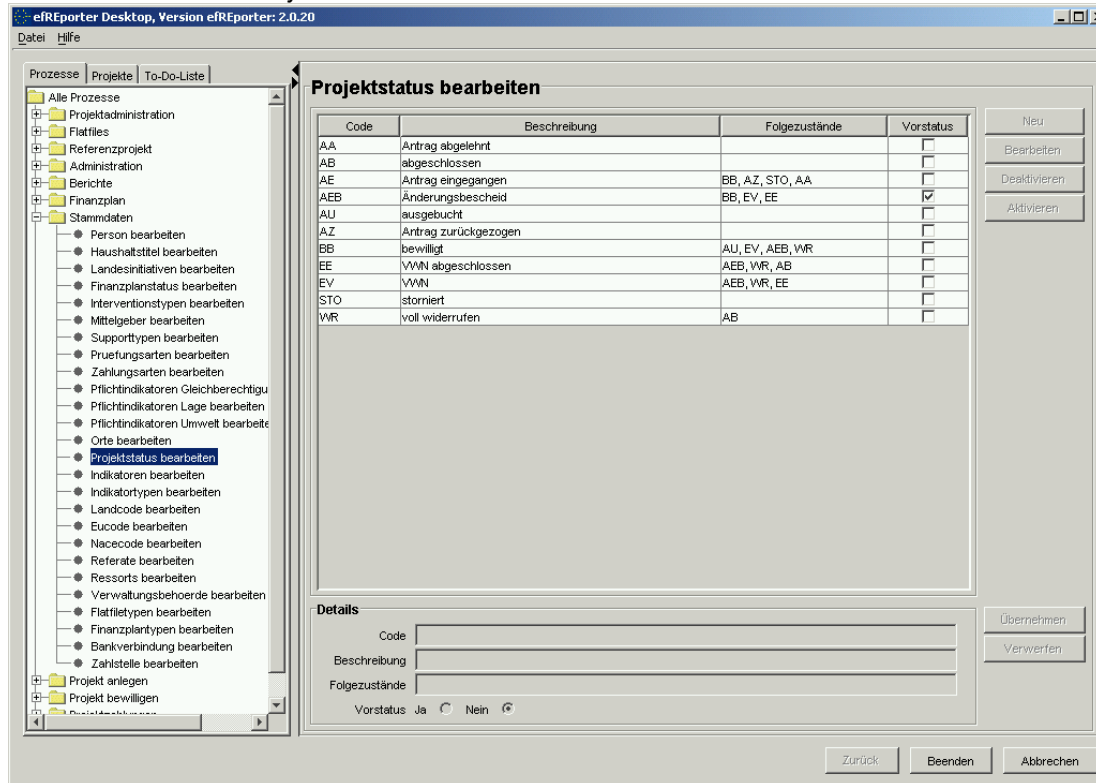 efREporter Desktop, Version efREporter: 2.0.20
Datei Hilfe
Prozesse Projekte To-Do-Liste
Alle Prozesse
Projektadministration
Flatfiles
Referenzprojekt
Administration
Berichte
Finanzplan
Stammdaten
Person bearbeiten
Haushaltstitel bearbeiten
Landesinitiativen bearbeiten
Finanzplanstatus bearbeiten
Interventionstypen bearbeiten
Mittelgeber bearbeiten
Supporttypen bearbeiten
Pruefungsarten bearbeiten
Zahlungsarten bearbeiten
Pflichtindikatoren Gleichberechtigu
Pflichtindikatoren Lage bearbeiten
Pflichtindikatoren Umwelt bearbeite
Orte bearbeiten
Projektstatus bearbeiten
Indikatoren bearbeiten
Indikatortypen bearbeiten
Landcode bearbeiten
Eucode bearbeiten
Nacecode bearbeiten
Referate bearbeiten
Ressorts bearbeiten
Verwaltungsbehoerde bearbeiten
Flatfiletypen bearbeiten
Finanzplantypen bearbeiten
Bankverbindung bearbeiten
Zahlstelle bearbeiten
Projekt anlegen
Projekt bewilligen
Projektstatus bearbeiten
Code Beschreibung Folgezustände Vorstatus
AA Antrag abgelehnt
AB abgeschlossen
AE Antrag eingegangen BB, AZ, STO, AA
AEB Änderungsbescheid BB, EV, EE
AU ausgebucht
AZ Antrag zurückgezogen
BB bewilligt AU, EV, AEB, WR
EE VWN abgeschlossen AEB, WR, AB
EV VWN AEB, WR, EE
STO storniert
WR voll widerrufen AB
Neu
Bearbeiten
Deaktivieren
Aktivieren
Details
Code
Beschreibung
Folgezustände
Vorstatus Ja Nein
Übernehmen
Verwerfen
Zurück Beenden Abbrechen